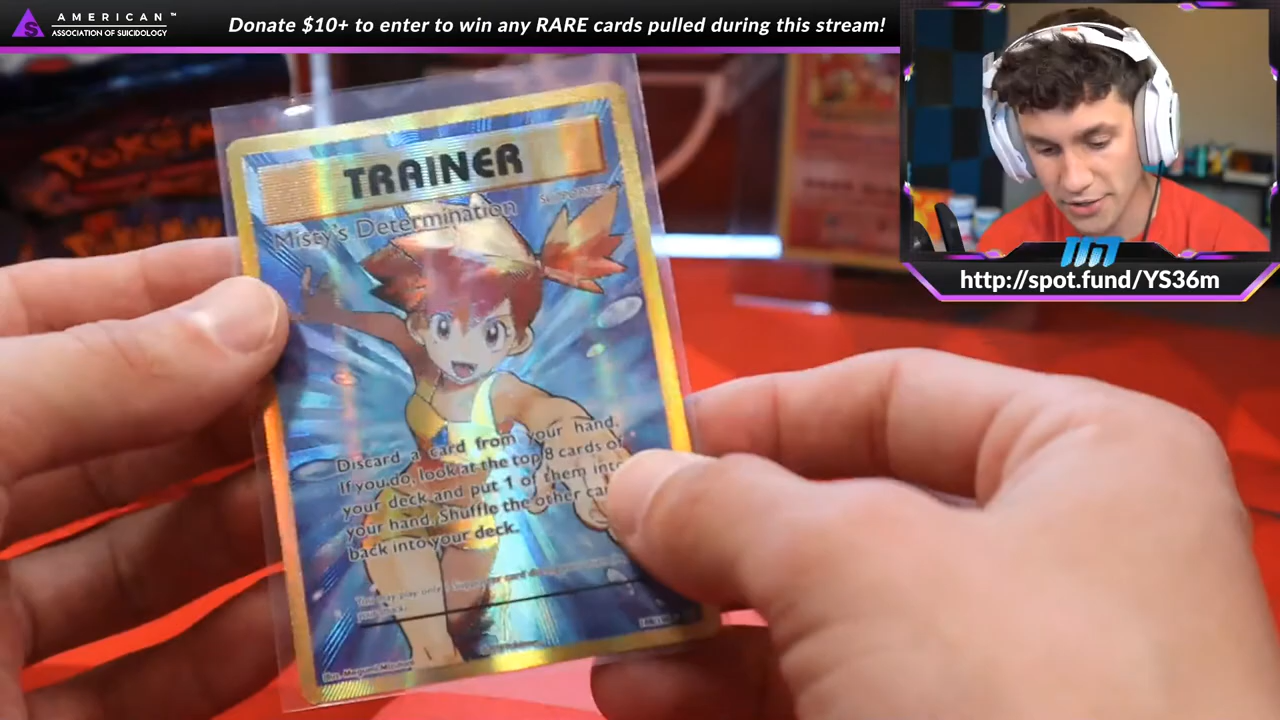 AMERICAN™
ASSOCIATION OF SUICIDOLOGY
Donate $10+ to enter to win any RARE cards pulled during this stream!
http://spot.fund/YS36m
POKéM
TRAINER
Misty's Determination
Discard a card from your hand.
If you do, look at the top 8 cards of
your deck and put 1 of them into
your hand. Shuffle the other car
back into your deck.